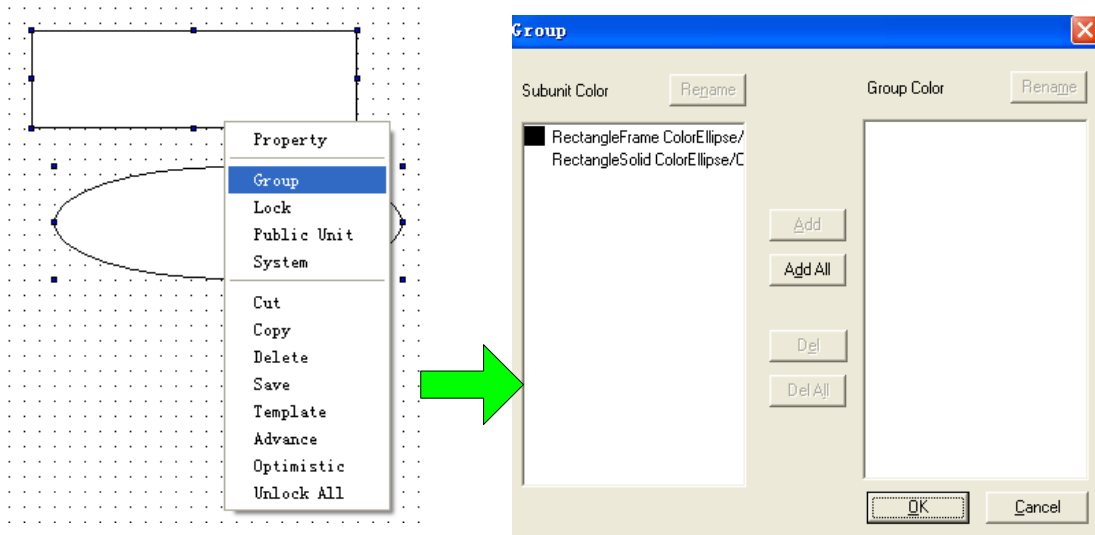 Property
Group
Lock
Public Unit
System
Cut
Copy
Delete
Save
Template
Advance
Optimistic
Unlock All
Group
Subunit Color
Rename
Group Color
Rename
RectangleFrame ColorEllipse/
RectangleSolid ColorEllipse/C
Add
Add All
Del
Del All
OK
Cancel